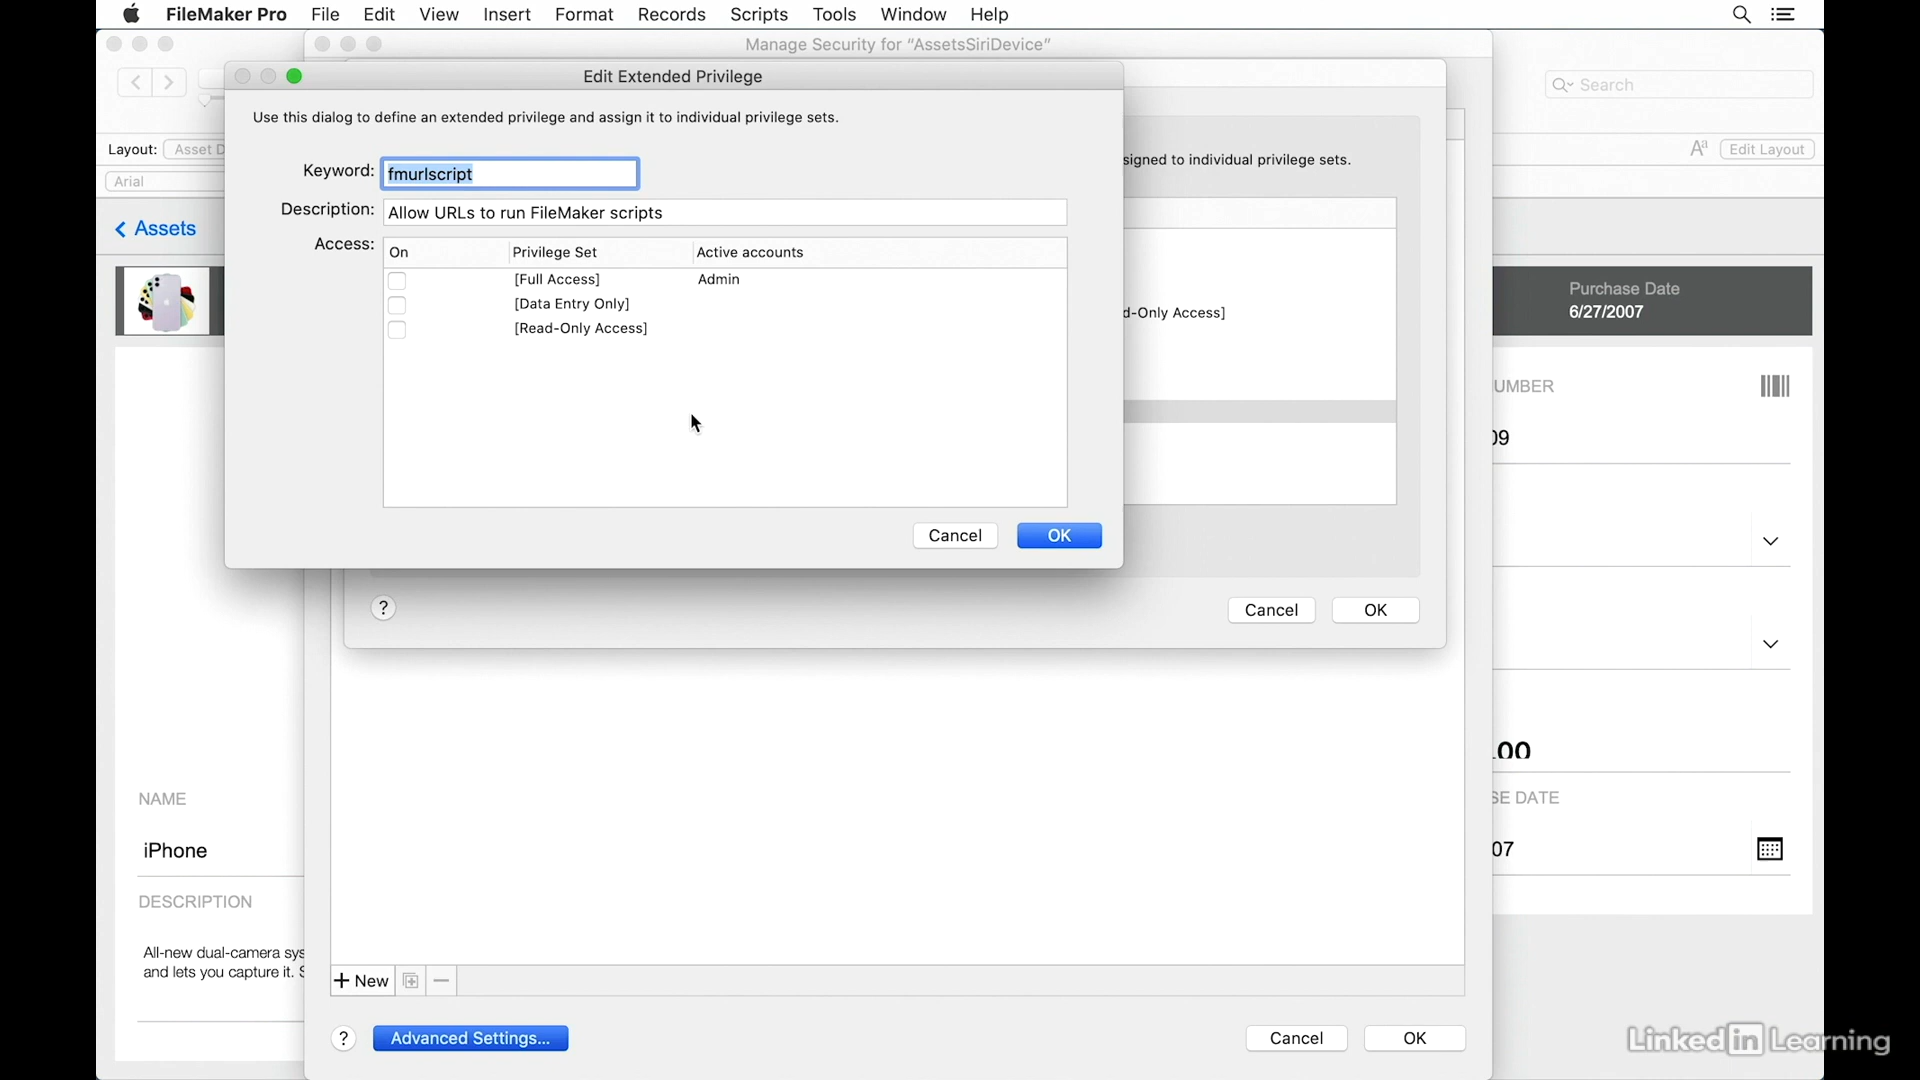 FileMaker Pro File Edit View Insert Format Records Scripts Tools Window Help
Manage Security for “AssetsSiriDevice”
Edit Extended Privilege
Search
Use this dialog to define an extended privilege and assign it to individual privilege sets.
Layout: Asset D
Edit Layout
signed to individual privilege sets.
Keyword: fmurlscript
Arial
Description: Allow URLs to run FileMaker scripts
Assets
Access: On Privilege Set Active accounts
[Full Access] Admin
[Data Entry Only]
[Read-Only Access]
d-Only Access]
Purchase Date
6/27/2007
UMBER
09
Cancel OK
? Cancel OK
.00
NAME
SE DATE
iPhone
07
DESCRIPTION
All-new dual-camera sys
and lets you capture it. S
+ New
? Advanced Settings... Cancel OK
Linked in Learning